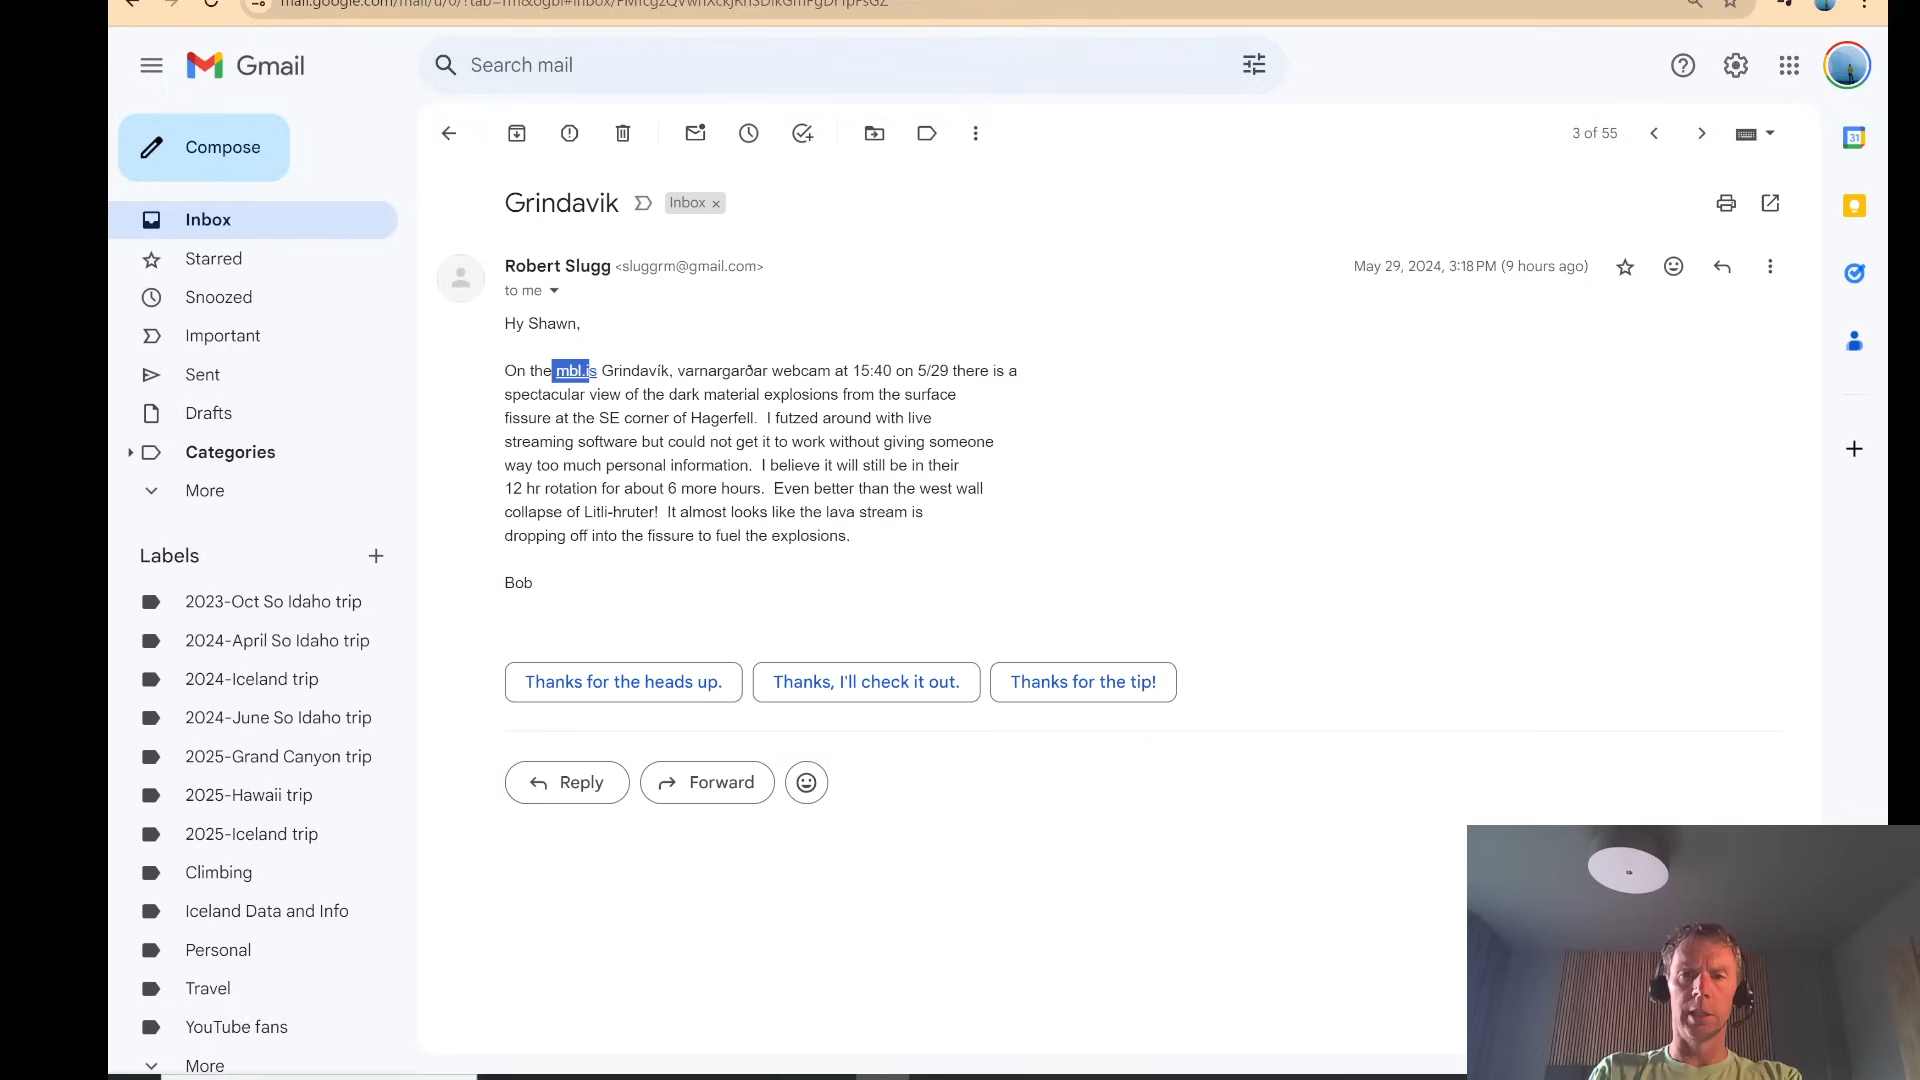 Gmail
Search mail
Compose
3 of 55
31
Grindavik
Inbox ×
Inbox
Starred
Snoozed
Important
Sent
Drafts
Categories
More
Labels
2023-Oct So Idaho trip
2024-April So Idaho trip
2024-Iceland trip
2024-June So Idaho trip
2025-Grand Canyon trip
2025-Hawaii trip
2025-Iceland trip
Climbing
Iceland Data and Info
Personal
Travel
YouTube fans
More
Robert Slugg <sluggrm@gmail.com>
May 29, 2024, 3:18 PM (9 hours ago)
to me
Hy Shawn,
On the mbl.is Grindavík, varnargarðar webcam at 15:40 on 5/29 there is a
spectacular view of the dark material explosions from the surface
fissure at the SE corner of Hagerfell.  I futzed around with live
streaming software but could not get it to work without giving someone
way too much personal information.  I believe it will still be in their
12 hr rotation for about 6 more hours.  Even better than the west wall
collapse of Litli-hruter!  It almost looks like the lava stream is
dropping off into the fissure to fuel the explosions.
Bob
Thanks for the heads up.
Thanks, I'll check it out.
Thanks for the tip!
Reply
Forward